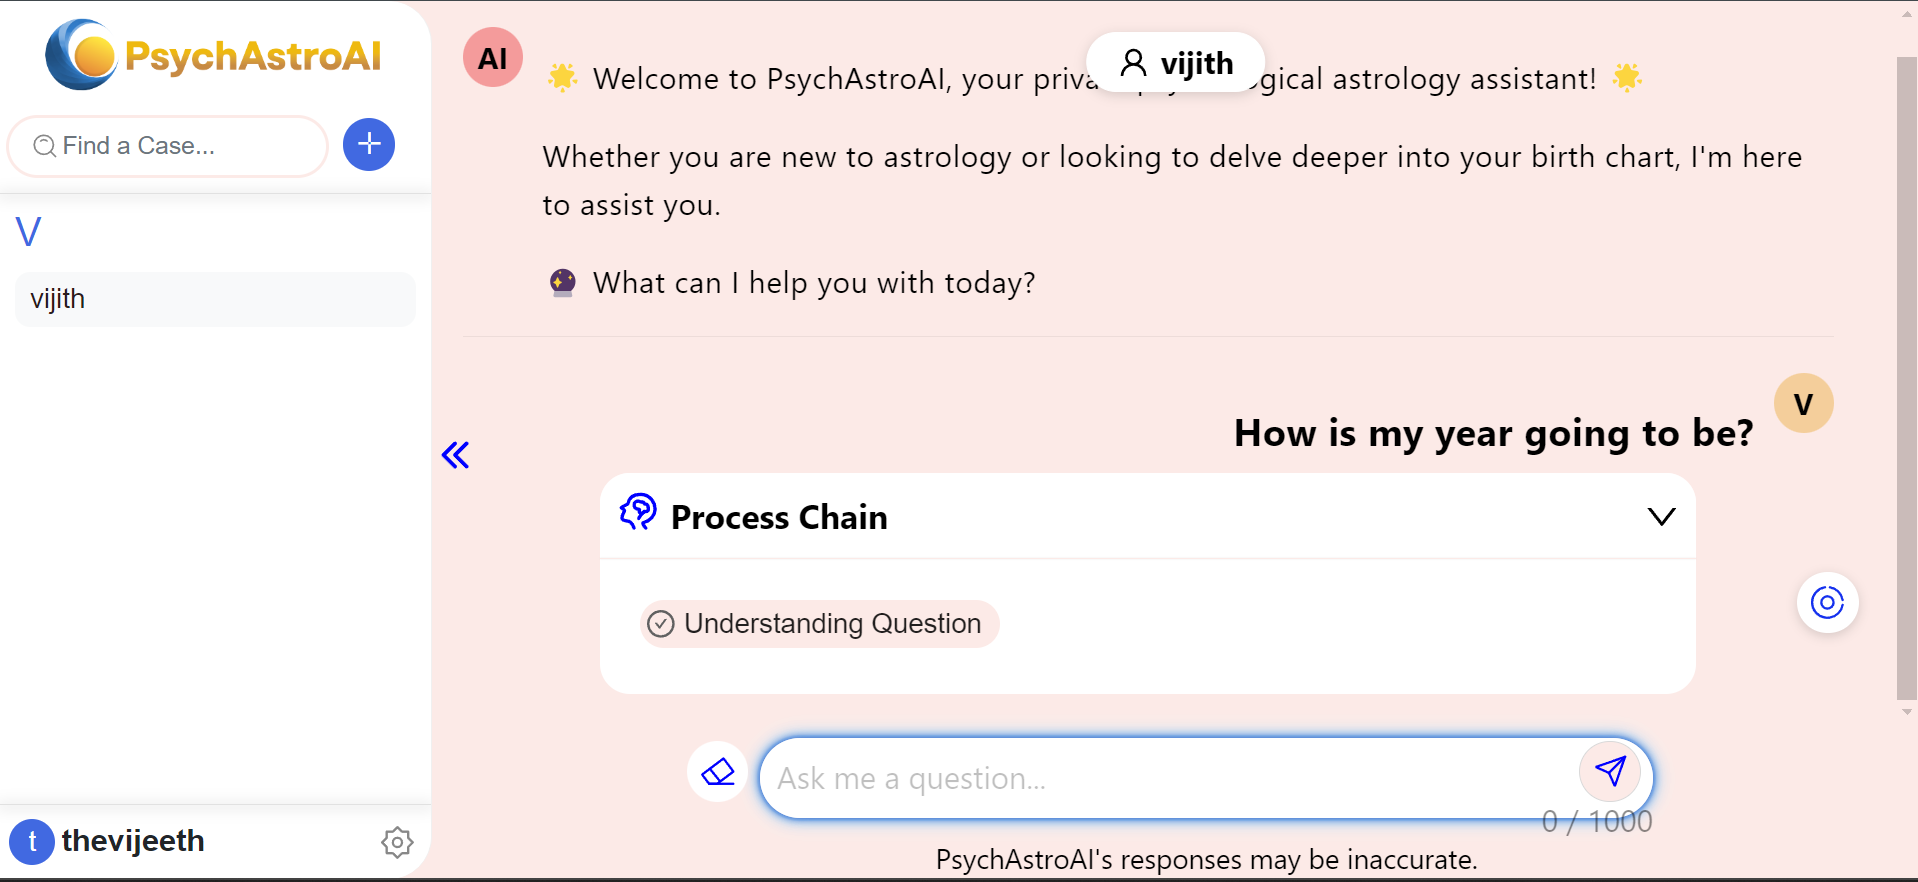 PsychAstroAI
Find a Case...
V
vijith
thevijeeth
t
AI
vijith
Welcome to PsychAstroAI, your astrology assistant!
Whether you are new to astrology or looking to delve deeper into your birth chart, I'm here
to assist you.
What can I help you with today?
V
How is my year going to be?
Process Chain
Understanding Question
Ask me a question...
0 / 1000
PsychAstroAI's responses may be inaccurate.